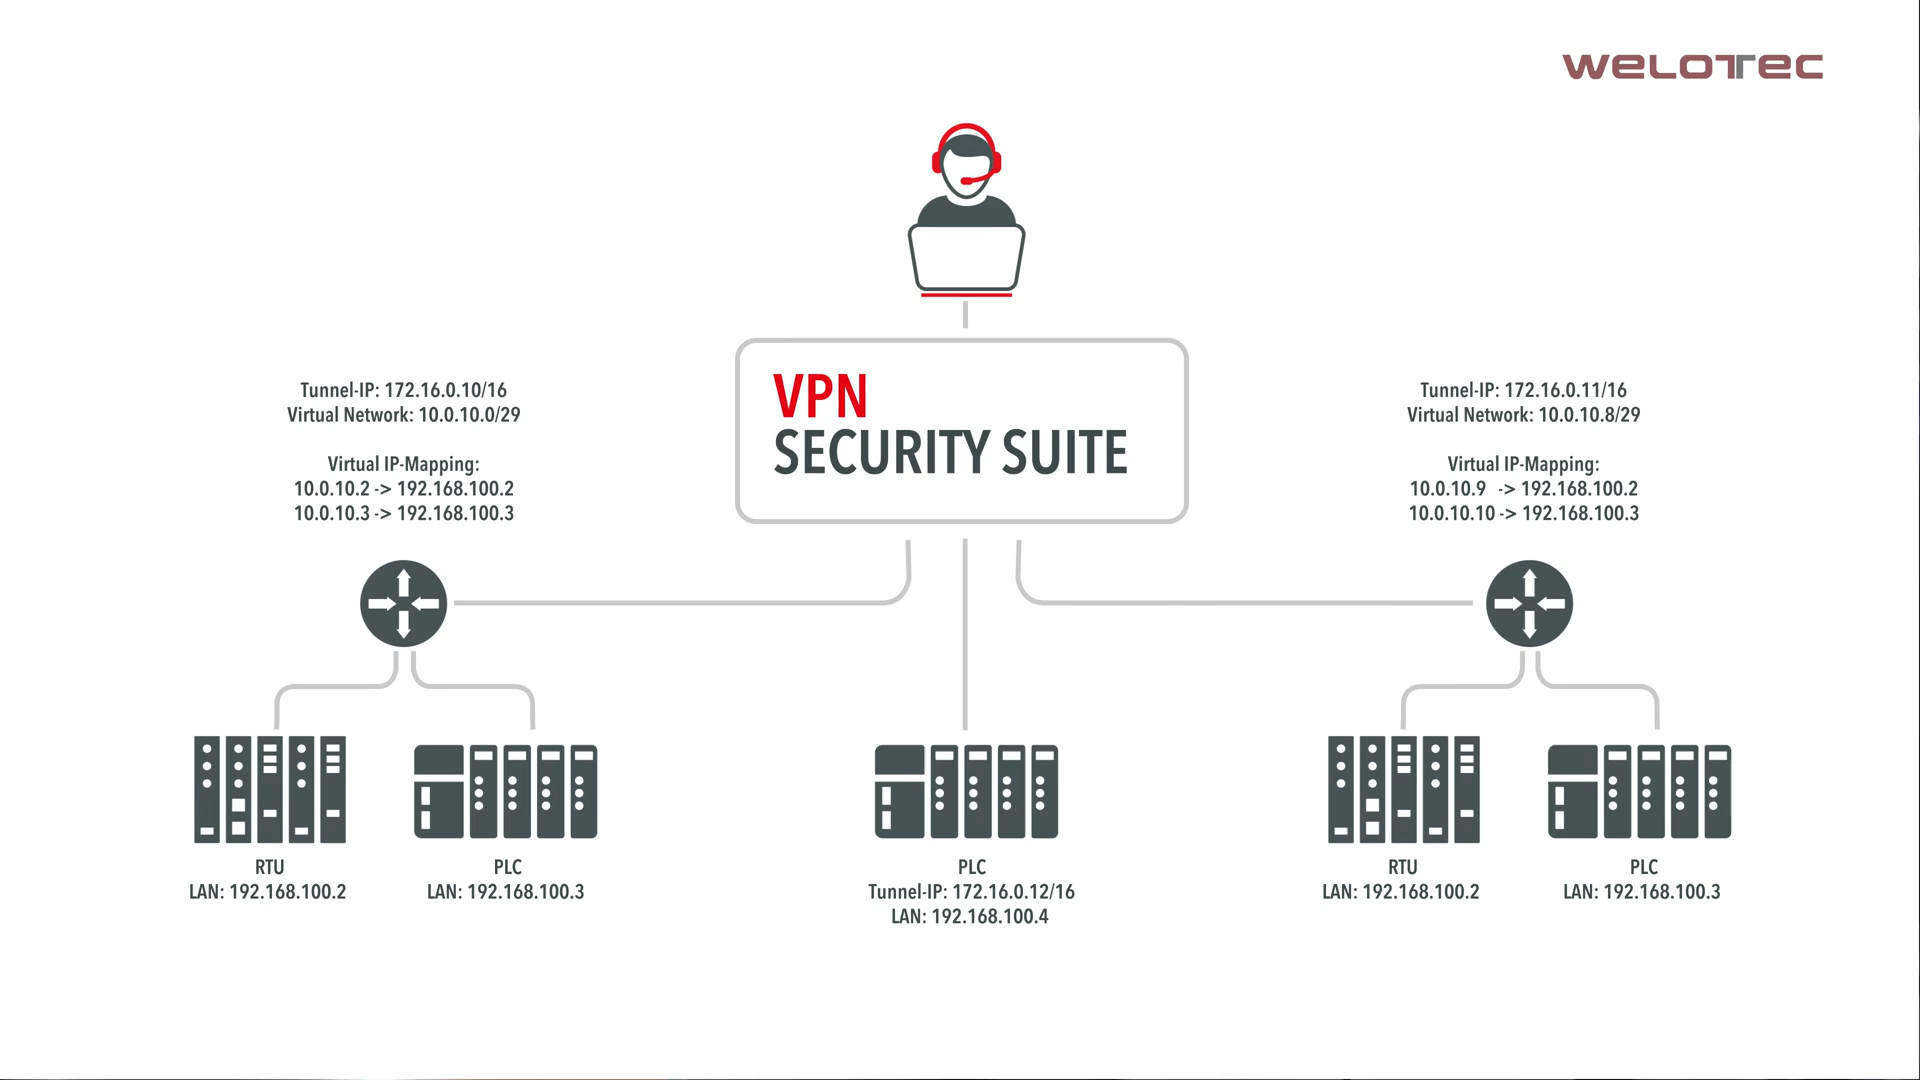 WELOTEC
VPN
SECURITY SUITE
Tunnel-IP: 172.16.0.10/16
Virtual Network: 10.0.10.0/29
Virtual IP-Mapping:
10.0.10.2 -> 192.168.100.2
10.0.10.3 -> 192.168.100.3
Tunnel-IP: 172.16.0.11/16
Virtual Network: 10.0.10.8/29
Virtual IP-Mapping:
10.0.10.9 -> 192.168.100.2
10.0.10.10 -> 192.168.100.3
RTU
LAN: 192.168.100.2
PLC
LAN: 192.168.100.3
PLC
Tunnel-IP: 172.16.0.12/16
LAN: 192.168.100.4
RTU
LAN: 192.168.100.2
PLC
LAN: 192.168.100.3